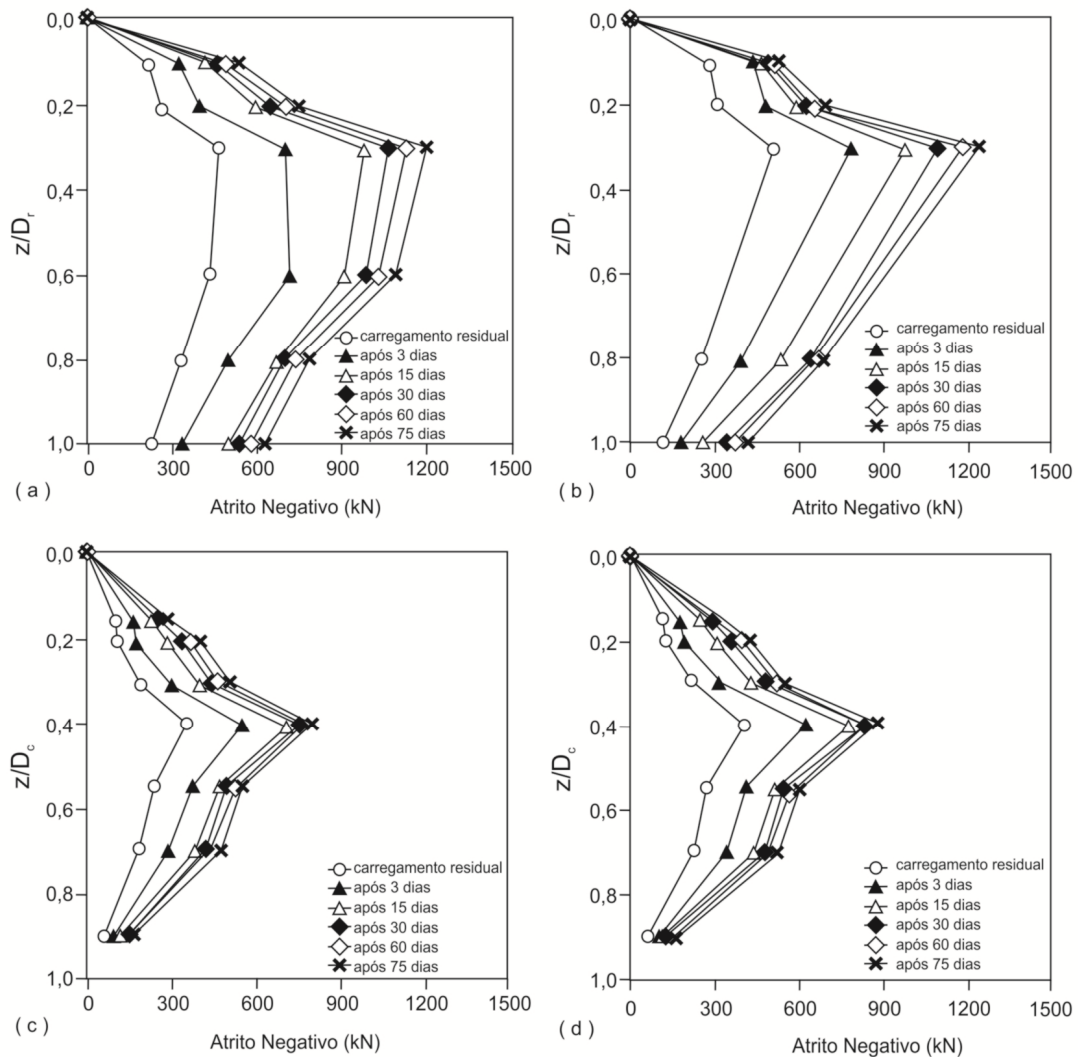 0,0
0,2
0,4
0,6
0,8
1,0
z/Dr
0 300 600 900 1200 1500
Atrito Negativo (kN)
carregamento residual
após 3 dias
após 15 dias
após 30 dias
após 60 dias
após 75 dias
( a )
0,0
0,2
0,4
0,6
0,8
1,0
z/Dr
0 300 600 900 1200 1500
Atrito Negativo (kN)
carregamento residual
após 3 dias
após 15 dias
após 30 dias
após 60 dias
após 75 dias
( b )
0,0
0,2
0,4
0,6
0,8
1,0
z/Dc
0 300 600 900 1200 1500
Atrito Negativo (kN)
carregamento residual
após 3 dias
após 15 dias
após 30 dias
após 60 dias
após 75 dias
( c )
0,0
0,2
0,4
0,6
0,8
1,0
z/Dc
0 300 600 900 1200 1500
Atrito Negativo (kN)
carregamento residual
após 3 dias
após 15 dias
após 30 dias
após 60 dias
após 75 dias
( d )